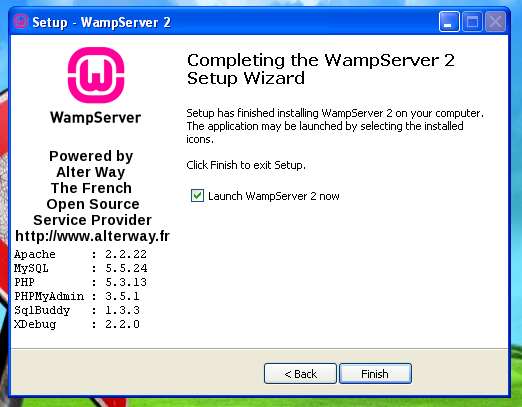 Setup - WampServer 2
WampServer
Powered by
Alter Way
The French
Open Source
Service Provider
http://www.alterway.fr
Apache : 2.2.22
MySQL : 5.5.24
PHP : 5.3.13
PHPMyAdmin : 3.5.1
SqlBuddy : 1.3.3
XDebug : 2.2.0
Completing the WampServer 2
Setup Wizard
Setup has finished installing WampServer 2 on your computer.
The application may be launched by selecting the installed
icons.
Click Finish to exit Setup.
Launch WampServer 2 now
< Back
Finish